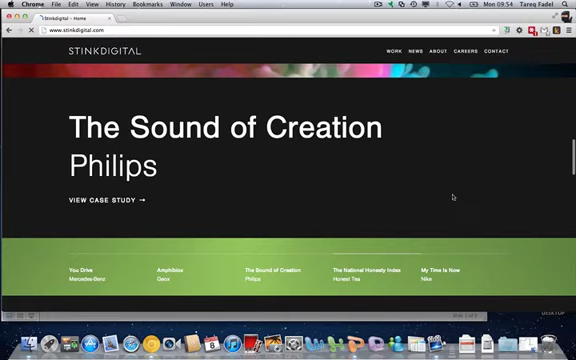 Chrome File Edit View History Bookmarks Window Users Help
Mon 09:54 Tareq Fadel
Stinkdigital - Home
www.stinkdigital.com
STINKDIGITAL
WORK NEWS ABOUT CAREERS CONTACT
The Sound of Creation
Philips
VIEW CASE STUDY →
You Drive Amphibiox The Sound of Creation The National Honesty Index My Time Is Now
Mercedes-Benz Geox Philips Honest Tea Nike
DESKTOP
8